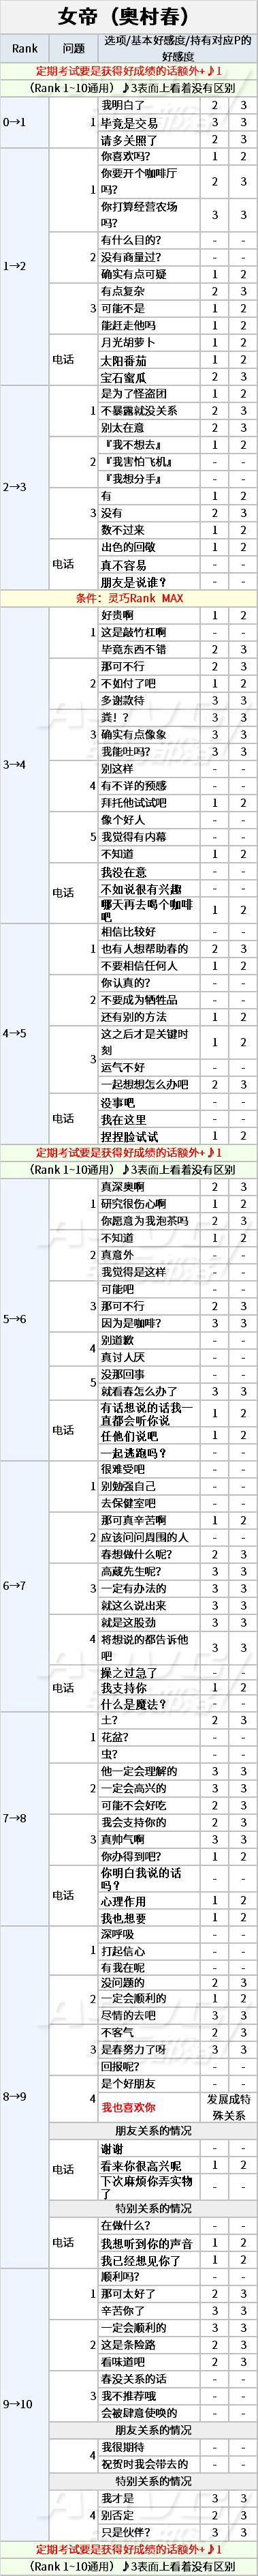 女帝（奥村春）
Rank 问题 选项/基本好感度/持有对应P的好感度
定期考试要是获得好成绩的话额外+♪1
（Rank 1~10通用）♪3表面上看着没有区别
0→1 1 我明白了 2 3
毕竟是交易 3 3
请多关照了 2 3
1→2 1 你喜欢吗? 1 2
你要开个咖啡厅吗? 2 3
你打算经营农场吗? 3 3
2 有什么目的? - -
没有商量过? - -
确实有点可疑 1 2
3 有点复杂 2 3
可能不是 1 2
能赶走他吗 1 2
电话 月光胡萝卜 1 2
太阳番茄 1 2
宝石蜜瓜 2 3
2→3 1 是为了怪盗团 1 2
不暴露就没关系 2 3
别太在意 2 3
2 『我不想去』 1 2
『我害怕飞机』 - -
『我想分手』 - -
3 有 1 2
没有 2 3
数不过来 1 2
电话 出色的回敬 1 2
真不容易 - -
朋友是说谁? - -
条件：灵巧Rank MAX
3→4 1 好贵啊 1 2
这是敲竹杠啊 - -
毕竟东西不错 2 3
2 那可不行 2 3
不如付了吧 1 2
多谢款待 3 3
3 粪！? 3 3
确实有点像象 3 3
我能吐吗? 3 3
4 别这样 - -
有不详的预感 - -
拜托他试试吧 1 2
5 像个好人 - -
我觉得有内幕 - -
不知道 1 2
电话 我没在意 - -
不如说很有兴趣 - -
哪天再去喝个咖啡吧 1 2
4→5 1 相信比较好 - -
也有人想帮助春的 2 3
不要相信任何人 1 2
2 你认真的? - -
不要成为牺牲品 - -
还有别的方法 1 2
3 这之后才是关键时刻 1 2
运气不好 - -
一起想想怎么办吧 2 3
电话 没事吧 - -
我在这里 - -
捏捏脸试试 1 2
定期考试要是获得好成绩的话额外+♪1
（Rank 1~10通用）♪3表面上看着没有区别
5→6 1 真深奥啊 2 3
研究很伤心啊 1 2
你愿意为我泡茶吗 2 3
2 不知道 1 2
真意外 - -
我觉得是这样 - -
3 可能吧 - -
那可不行 2 3
因为是咖啡? 3 3
4 别道歉 - -
真讨人厌 - -
5 没那回事 - -
就看春怎么办了 3 3
电话 有话想说的话我一直都会听你说 1 2
任他们说吧 1 2
一起逃跑吗? - -
6→7 1 很难受吧 - -
别勉强自己 - -
去保健室吧 - -
2 那可真辛苦啊 1 2
应该问问周围的人 - -
春想做什么呢? 2 3
3 高藏先生呢? 3 3
一定有办法的 3 3
就这么说出来 3 3
4 就是这股劲 3 3
将想说的都告诉他吧 3 3
电话 操之过急了 - -
我支持你 1 2
什么是魔法? - -
7→8 1 土? 2 3
花盆? - -
虫? - -
2 他一定会理解的 3 3
一定会高兴的 3 3
可能不会好吃 2 3
3 我会支持你的 2 3
真帅气啊 3 3
你办得到吧? 1 2
电话 你明白我说的话吗? - -
心理作用 1 2
我也想要 1 2
8→9 1 深呼吸 - -
打起信心 - -
有我在呢 - -
2 没问题的 2 3
一定会顺利的 1 2
尽情的去吧 3 3
3 不客气 2 3
是春努力了呀 3 3
回报呢? - -
4 是个好朋友 - -
我也喜欢你 发展成特殊关系
朋友关系的情况
电话 谢谢 - -
看来你很高兴呢 1 2
下次麻烦你弄实物了 - -
特别关系的情况
电话 在做什么? - -
我想听到你的声音 1 2
我已经想见你了 1 2
9→10 1 顺利吗? - -
那可太好了 2 3
辛苦你了 3 3
2 一定会顺利的 3 3
这是条险路 2 3
看味道吧 2 3
3 春没关系的话 - -
我不推荐哦 - -
会被肆意使唤的 - -
朋友关系的情况
4 我很期待 - -
祝贺时我会带去的 - -
特别关系的情况
4 我才是 3 3
别否定 2 3
只是伙伴? 3 3
定期考试要是获得好成绩的话额外+♪1
（Rank 1~10通用）♪3表面上看着没有区别